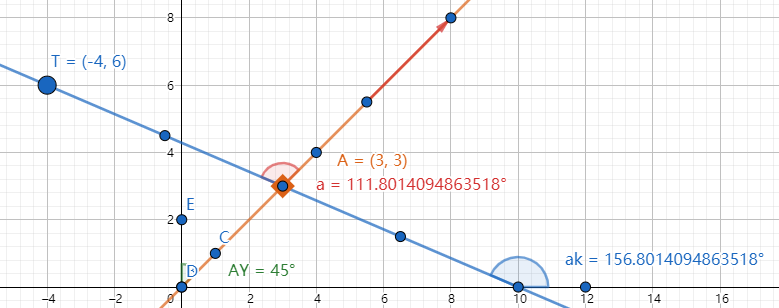 8
T = (-4, 6)
6
4
A = (3, 3)
a = 111.8014094863518°
E
2
C
ak = 156.8014094863518°
D
AY = 45°
−4
−2
0
2
4
6
8
10
12
14
16